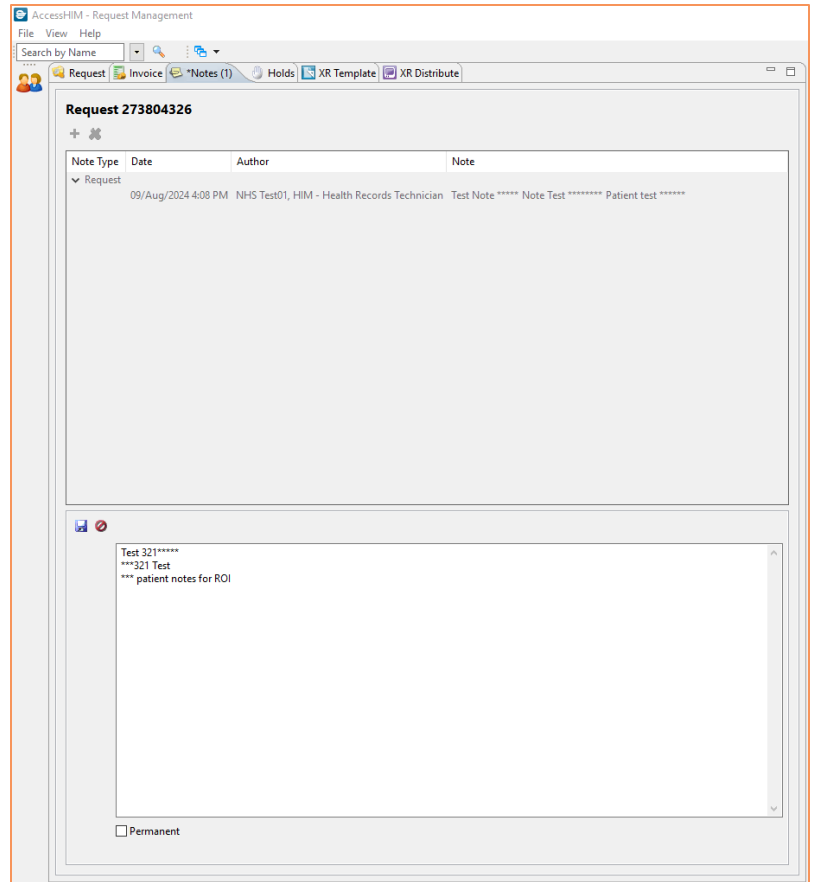 AccessHIM - Request Management
File View Help
Search by Name
Request Invoice *Notes (1) Holds XR Template XR Distribute
Request 273804326
Note Type Date Author Note
Request
09/Aug/2024 4:08 PM NHS Test01, HIM - Health Records Technician Test Note ***** Note Test ******** Patient test ******
Test 321*****
***321 Test
*** patient notes for ROI
Permanent